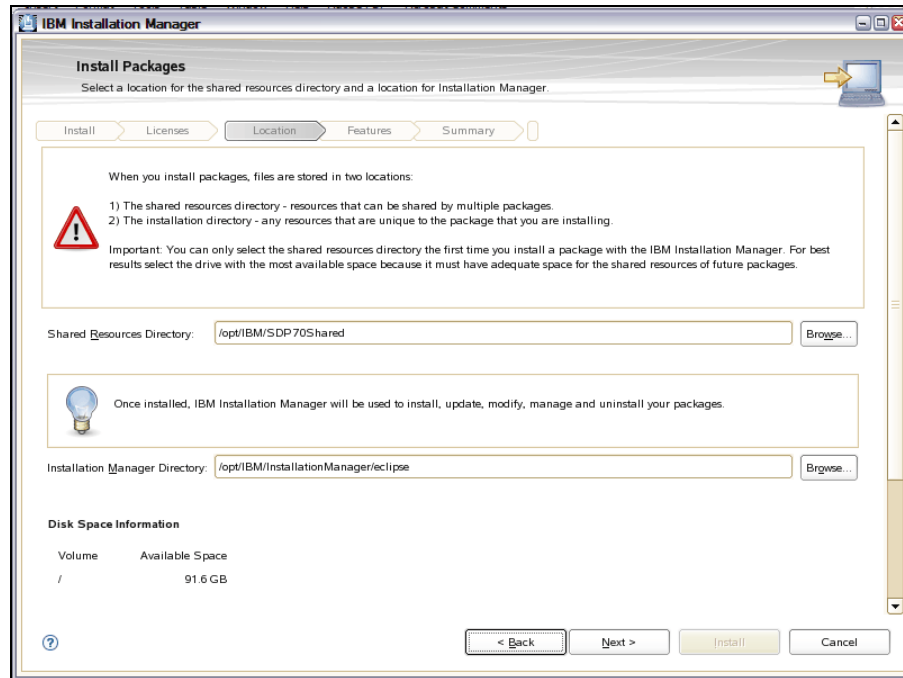 IBM Installation Manager
Install Packages
Select a location for the shared resources directory and a location for Installation Manager.
Install Licenses Location Features Summary
When you install packages, files are stored in two locations:
1) The shared resources directory - resources that can be shared by multiple packages.
2) The installation directory - any resources that are unique to the package that you are installing.
Important: You can only select the shared resources directory the first time you install a package with the IBM Installation Manager. For best
results select the drive with the most available space because it must have adequate space for the shared resources of future packages.
Shared Resources Directory: /opt/IBM/SDP70Shared Browse...
Once installed, IBM Installation Manager will be used to install, update, modify, manage and uninstall your packages.
Installation Manager Directory: /opt/IBM/InstallationManager/eclipse Browse...
Disk Space Information
Volume Available Space
/ 91.6 GB
? < Back Next > Install Cancel